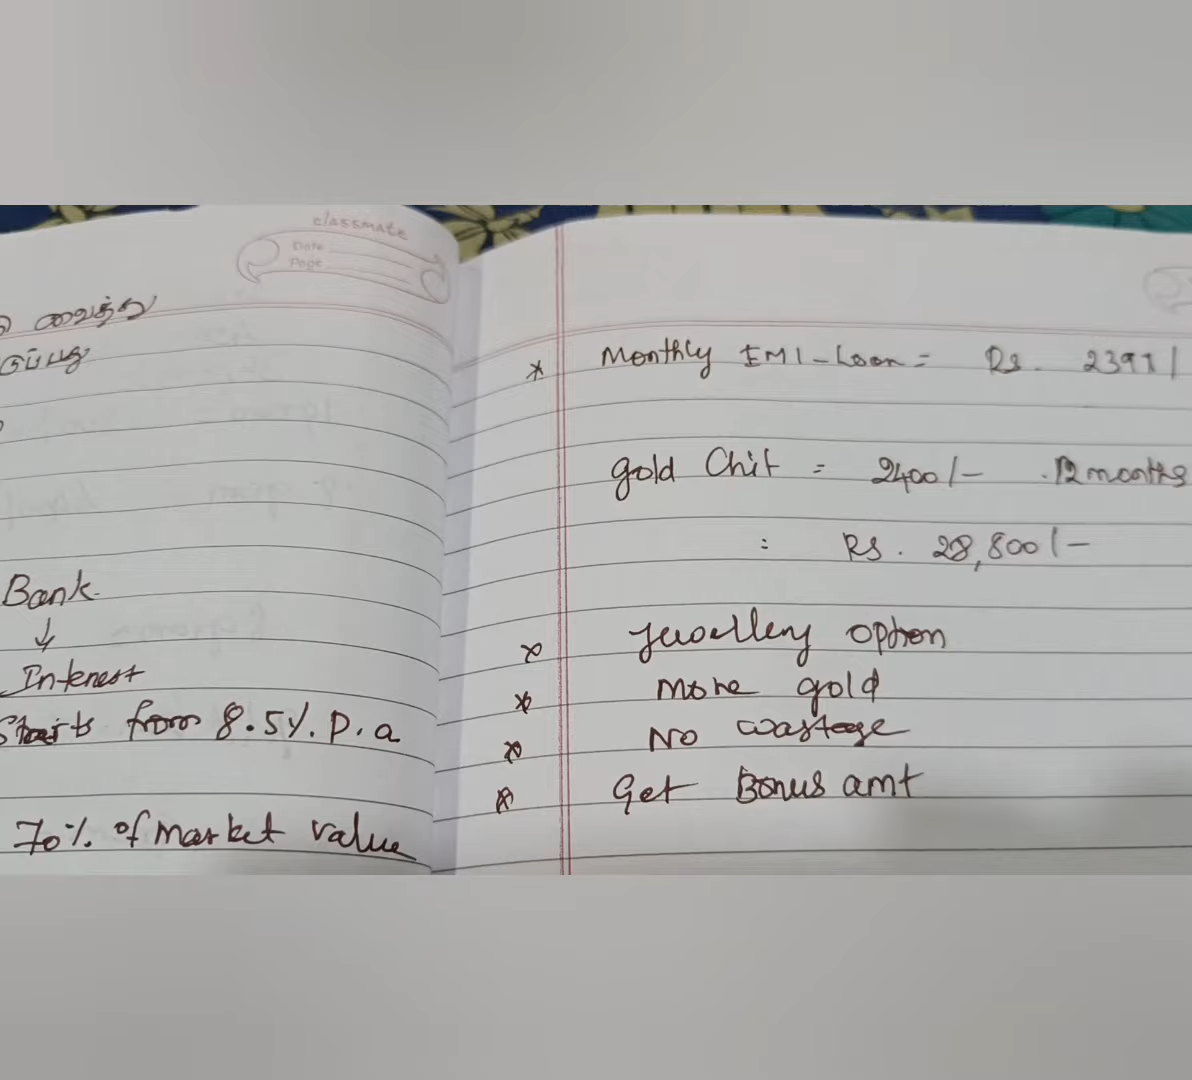 classmate
Date
Page
வைத்து
Bank.
↓
Interest
Starts from 8.5%. P.a
70% of market value
* Monthly EMI-Loan = Rs. 2391/
gold Chit = 2400/- .12 months
= Rs. 28,800/-
* Jewellery option
* more gold
* No wastage
* Get Bonus amt